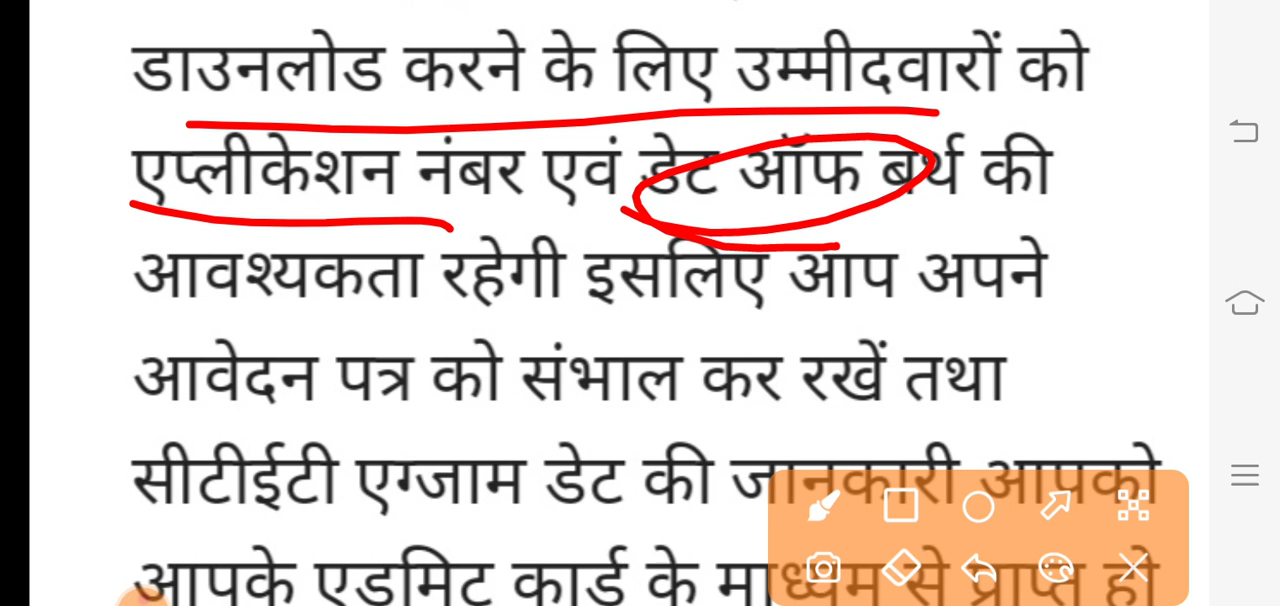 डाउनलोड करने के लिए उम्मीदवारों को
एप्लीकेशन नंबर एवं डेट ऑफ बर्थ की
आवश्यकता रहेगी इसलिए आप अपने
आवेदन पत्र को संभाल कर रखें तथा
सीटीईटी एग्जाम डेट की जानकारी आपको
आपके एडमिट कार्ड के माध्यम से प्राप्त हो